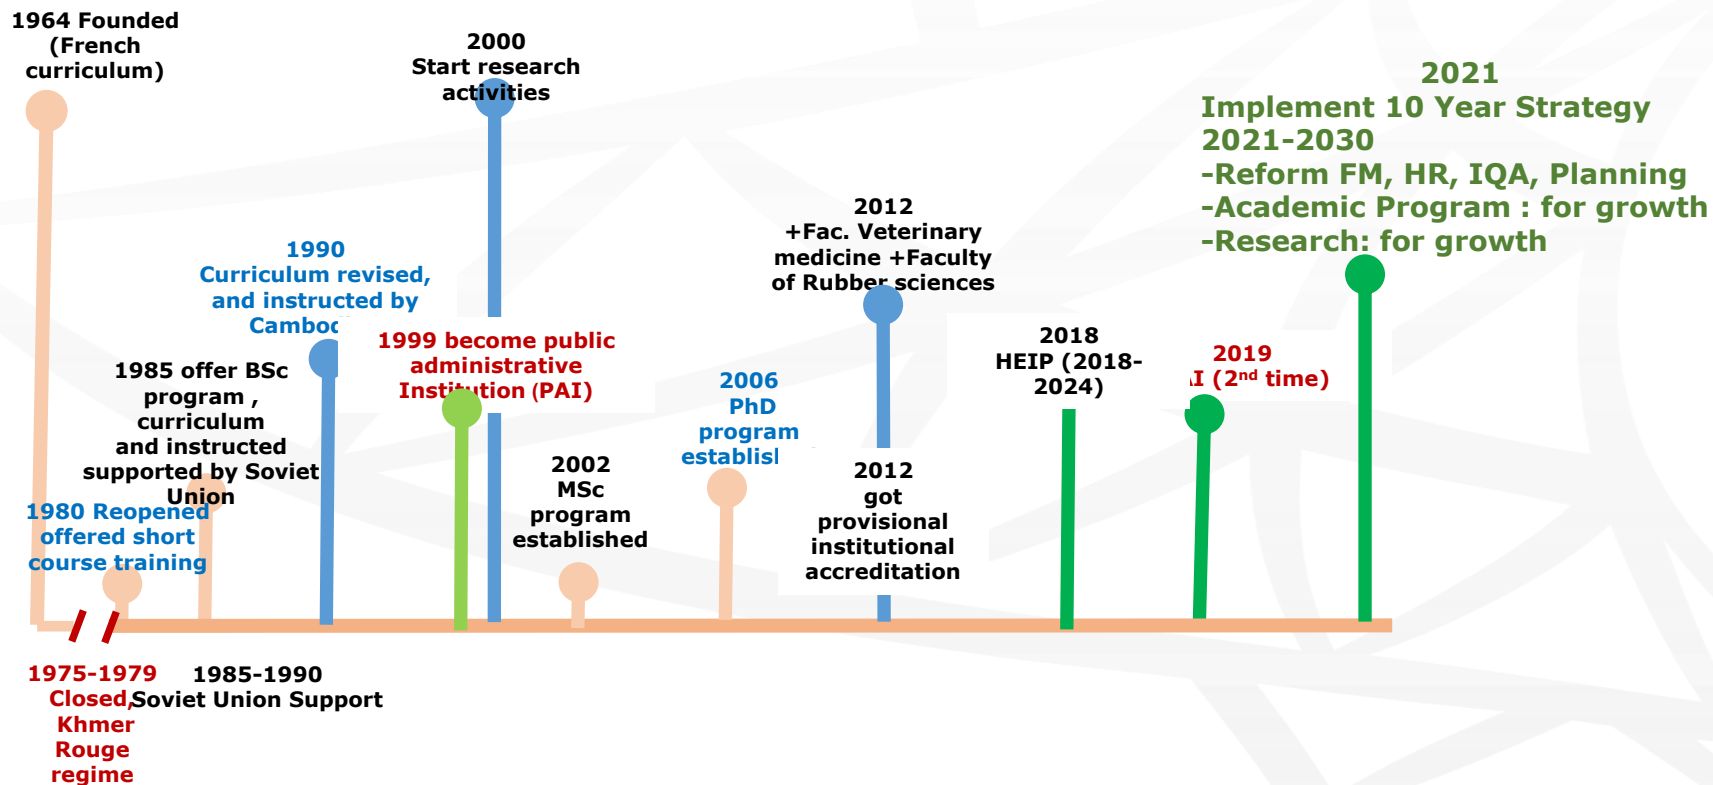 1964 Founded
(French
curriculum)
2000
Start research
activities
2021
Implement 10 Year Strategy
2021-2030
-Reform FM, HR, IQA, Planning
-Academic Program : for growth
-Research: for growth
2012
+Fac. Veterinary
medicine +Faculty
of Rubber sciences
1990
Curriculum revised,
and instructed by
1999 become public
administrative
Institution (PAI)
2018
HEIP (2018-
2024)
2019
(2nd time)
1985 offer BSc
program ,
curriculum
and instructed
supported by Soviet
Union
2006
PhD
program
2002
MSc
program
established
2012
got
provisional
institutional
accreditation
1980 Reopened
offered short
course training
1975-1979
Closed,
Khmer
Rouge
regime
1985-1990
Soviet Union Support